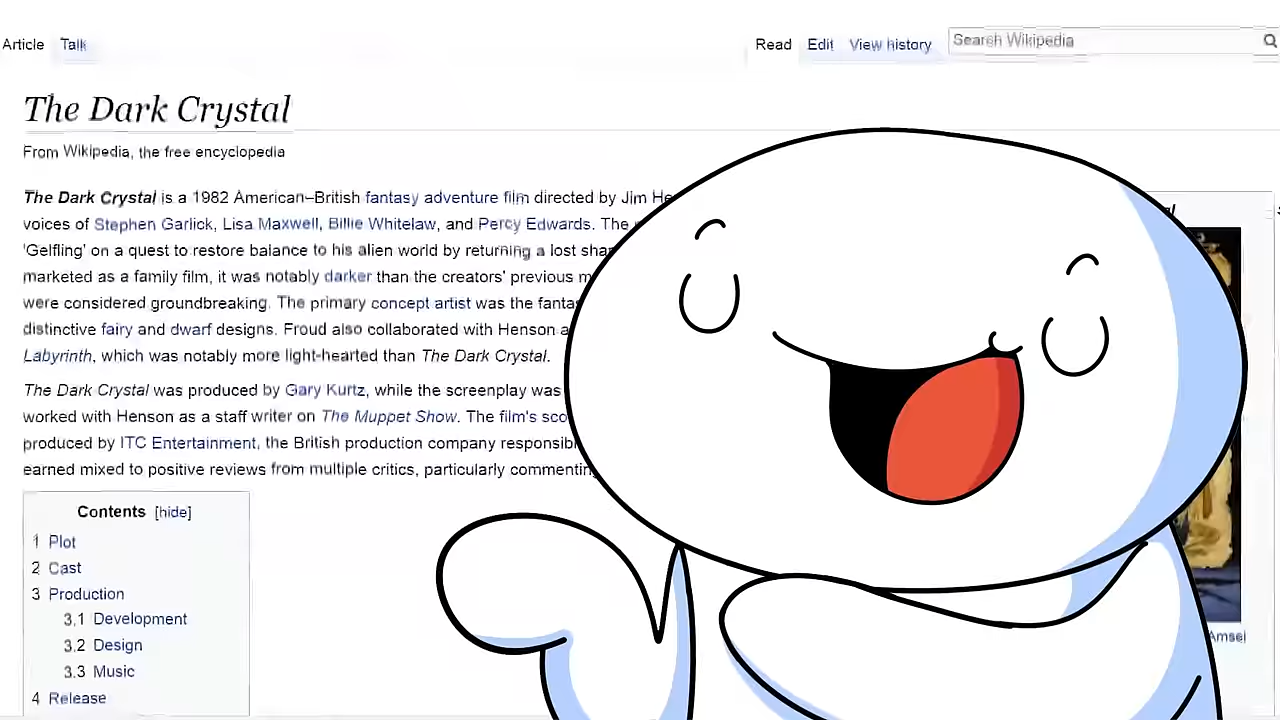 Article Talk Read Edit View history Search Wikipedia
The Dark Crystal
From Wikipedia, the free encyclopedia
The Dark Crystal is a 1982 American–British fantasy adventure film directed by Jim He
voices of Stephen Garlick, Lisa Maxwell, Billie Whitelaw, and Percy Edwards. The
'Gelfling' on a quest to restore balance to his alien world by returning a lost shar
marketed as a family film, it was notably darker than the creators' previous m
were considered groundbreaking. The primary concept artist was the fantas
distinctive fairy and dwarf designs. Froud also collaborated with Henson a
Labyrinth, which was notably more light-hearted than The Dark Crystal.
The Dark Crystal was produced by Gary Kurtz, while the screenplay was
worked with Henson as a staff writer on The Muppet Show. The film's sco
produced by ITC Entertainment, the British production company responsib
earned mixed to positive reviews from multiple critics, particularly commenting
Amsel
Contents [hide]
1 Plot
2 Cast
3 Production
3.1 Development
3.2 Design
3.3 Music
4 Release